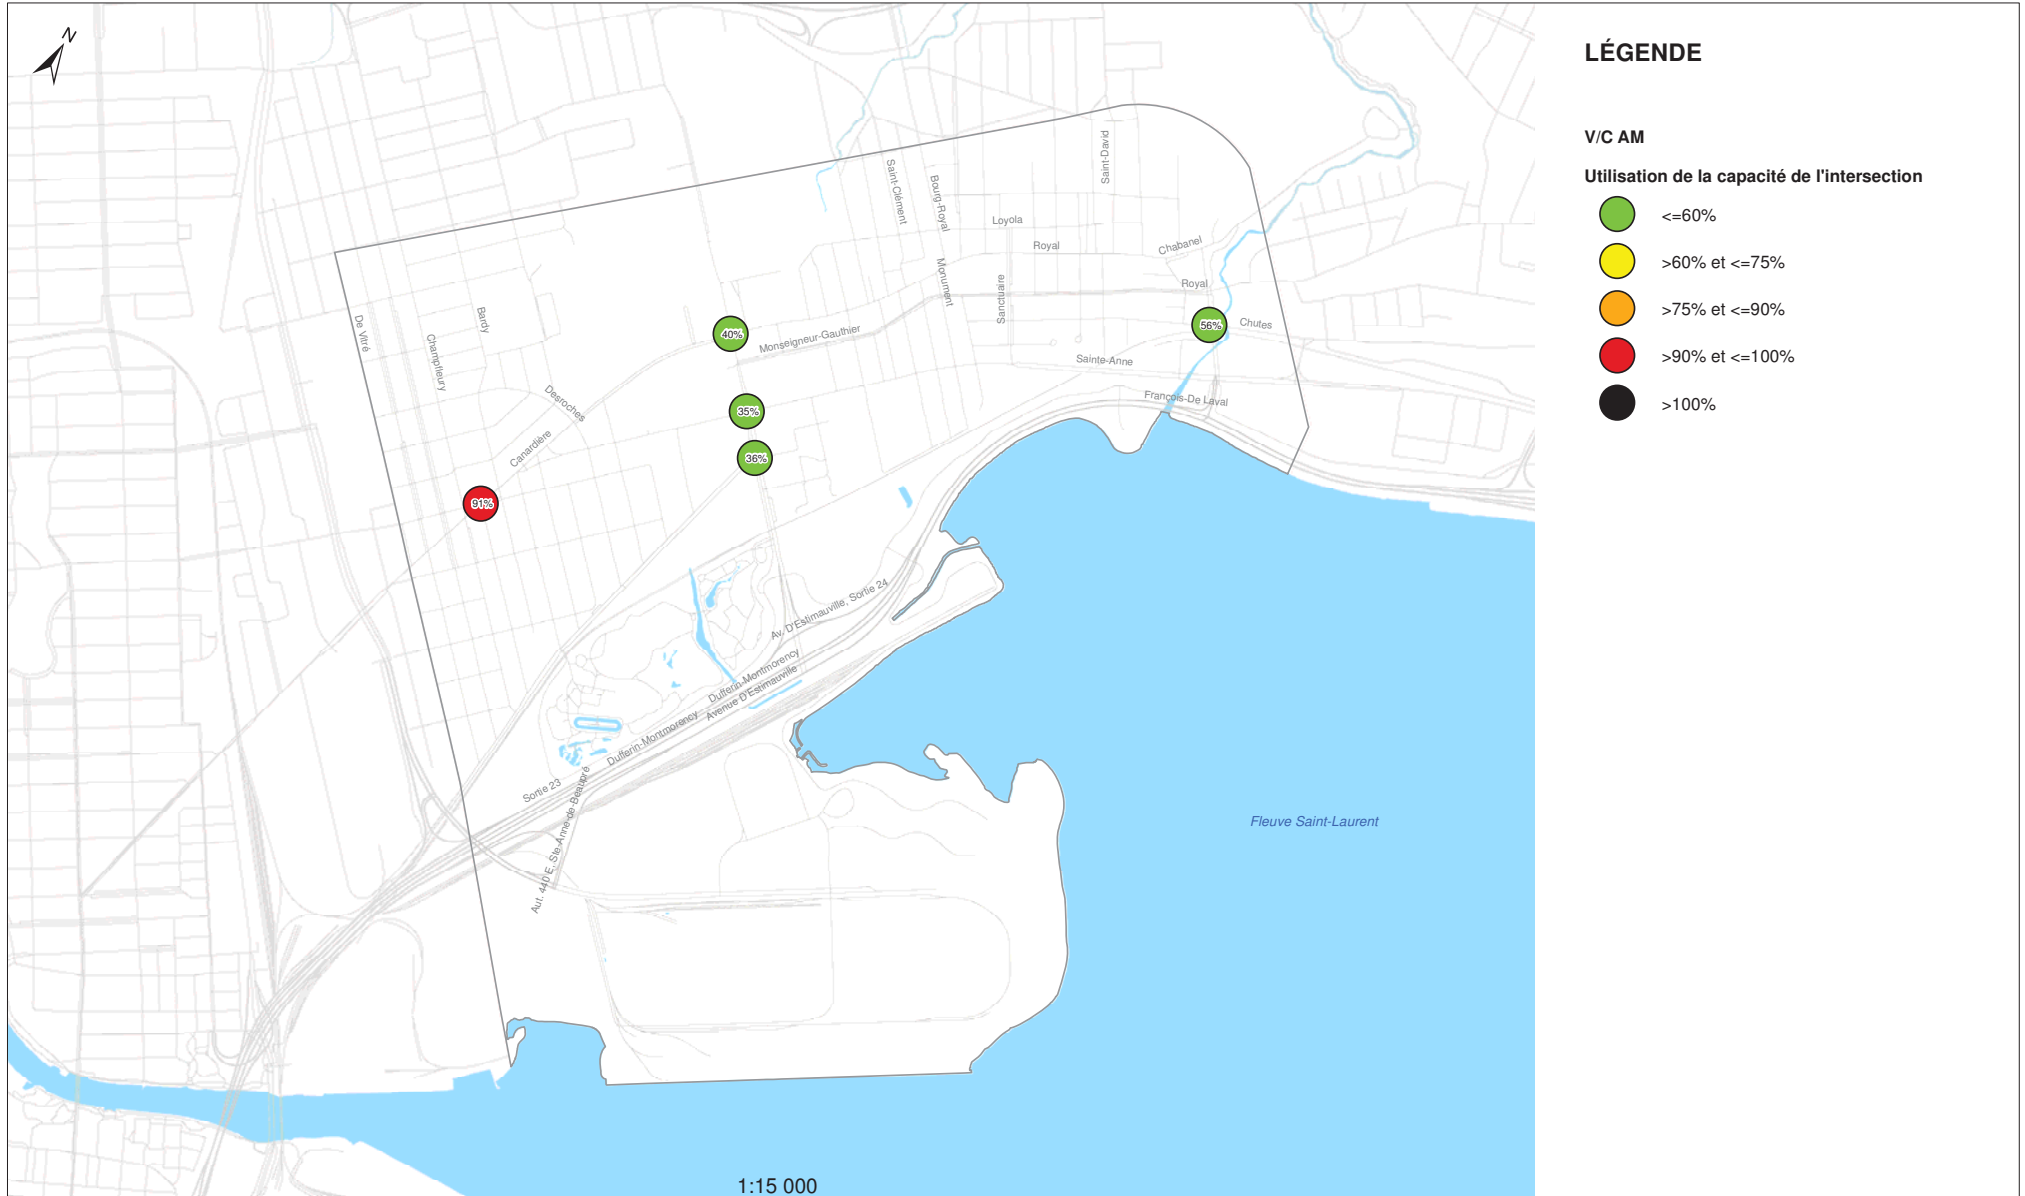 N
LÉGENDE
V/C AM
Utilisation de la capacité de l'intersection
<=60%
>60% et <=75%
>75% et <=90%
>90% et <=100%
>100%
Saint-David
Saint-Clément
Bourg-Royal
Loyola
Royal
Chabanel
Monument
Sanctuaire
Royal
De Vitré
Bardy
Champfleury
40%
Monseigneur-Gauthier
56%
Chutes
Sainte-Anne
Desroches
François-De Laval
35%
Canardière
36%
91%
Av. D'Estimauville, Sortie 24
Dufferin-Montmorency
Avenue D'Estimauville
Dufferin-Montmorency
Sortie 23
Aut. 440 E, Ste-Anne-de-Beaupré
Fleuve Saint-Laurent
1:15 000